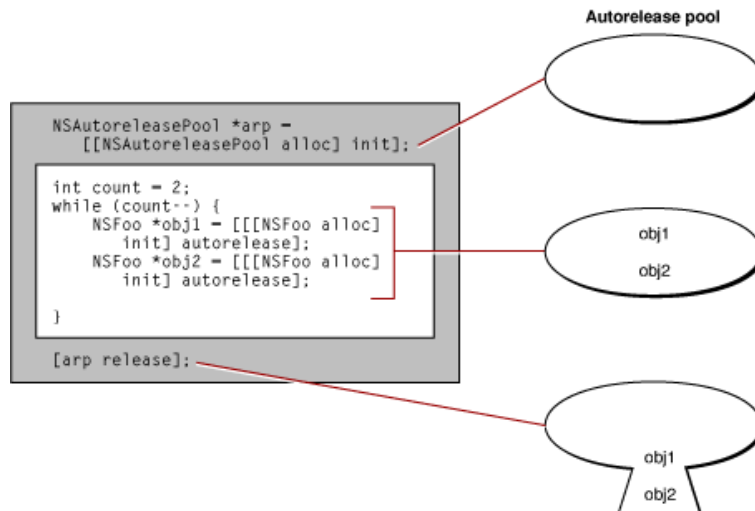 Autorelease pool
NSAutoreleasePool *arp =
[[NSAutoreleasePool alloc] init];
int count = 2;
while (count--) {
NSFoo *obj1 = [[[NSFoo alloc]
init] autorelease];
NSFoo *obj2 = [[[NSFoo alloc]
init] autorelease];
}
[arp release];
obj1
obj2
obj1
obj2